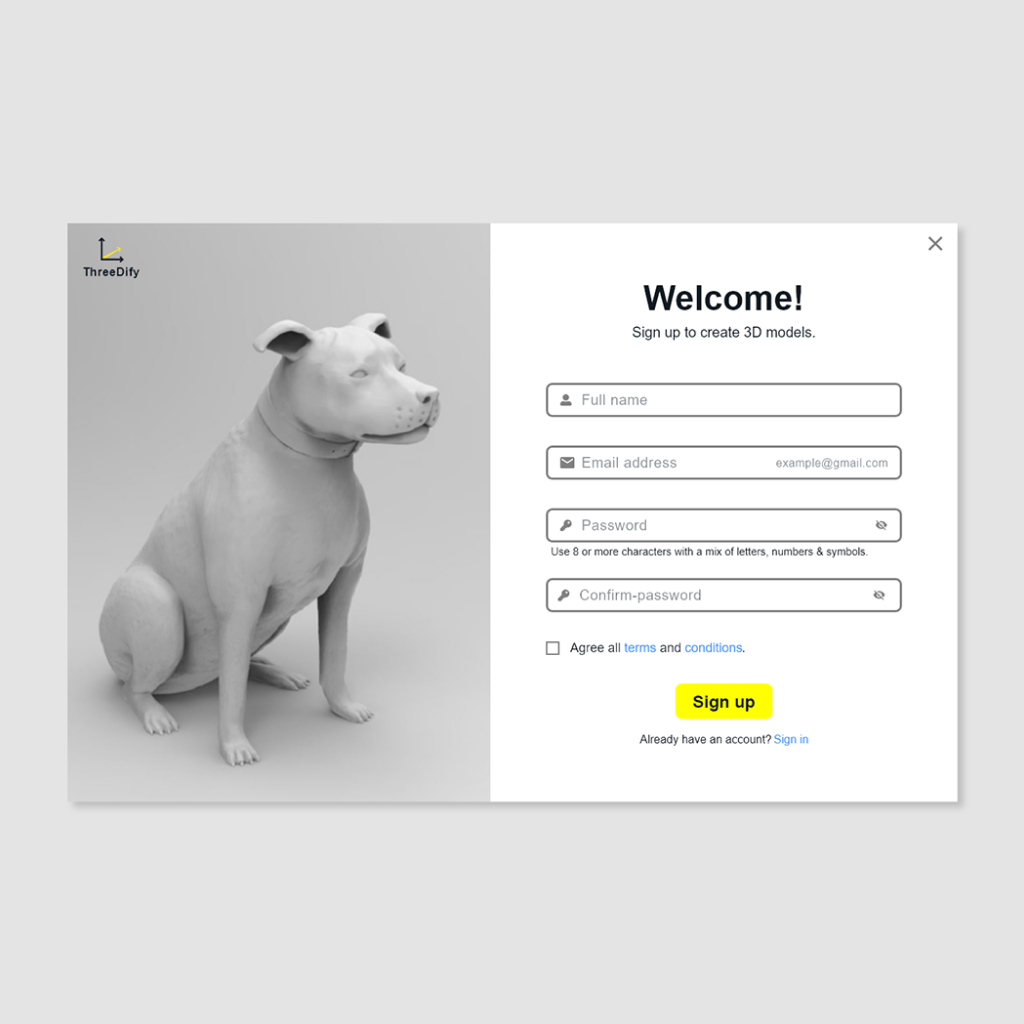 ThreeDify
Welcome!
Sign up to create 3D models.
Full name
Email address example@gmail.com
Password
Use 8 or more characters with a mix of letters, numbers & symbols.
Confirm-password
Agree all terms and conditions.
Sign up
Already have an account? Sign in